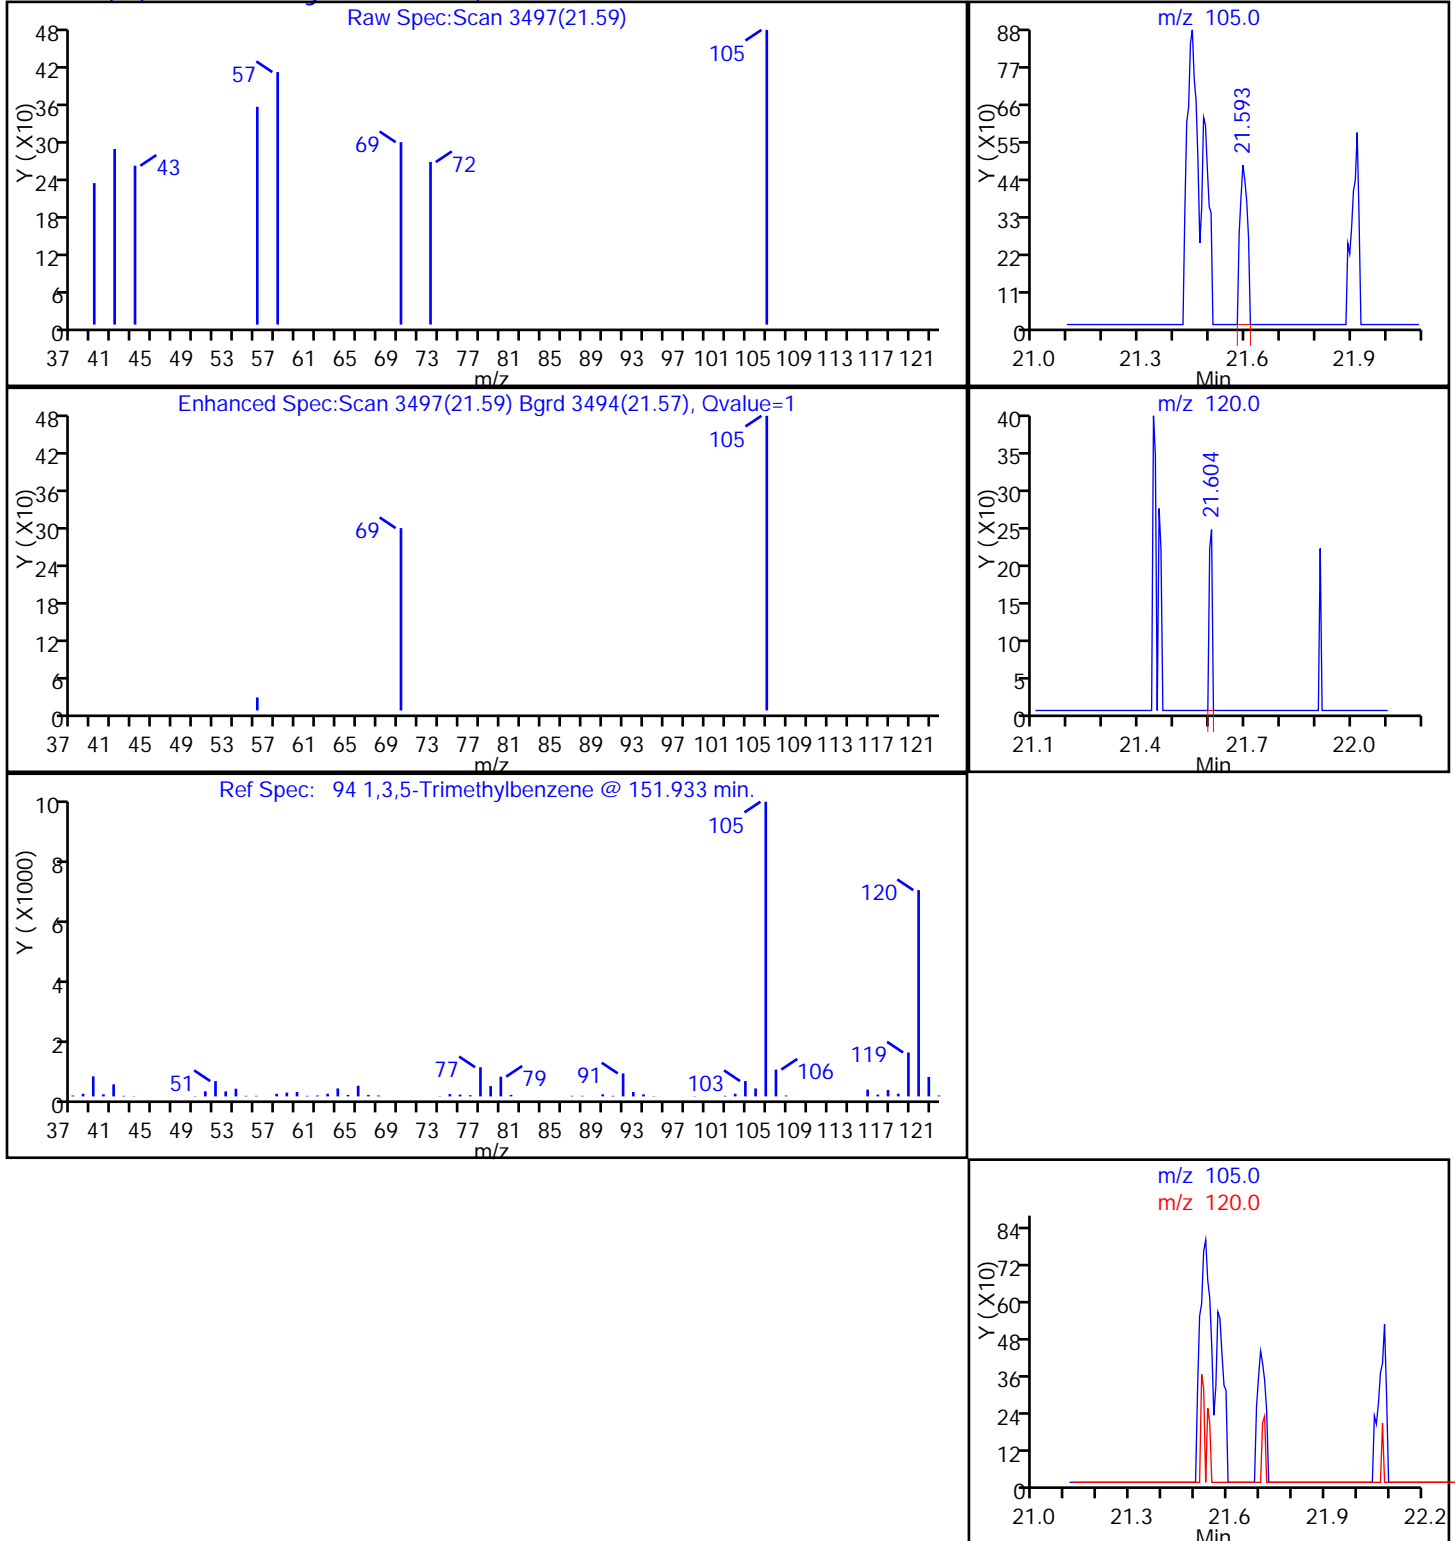 Raw Spec:Scan 3497(21.59)
Y ( X10)
48
42
36
30
24
18
12
6
0
57
43
69
72
105
37 41 45 49 53 57 61 65 69 73 77 81 85 89 93 97 101 105 109 113 117 121
m/z
m/z 105.0
Y ( X10)
88
77
66
55
44
33
22
11
0
21.593
21.0 21.3 21.6 21.9
Min
Enhanced Spec:Scan 3497(21.59) Bgrd 3494(21.57), Qvalue=1
Y ( X10)
48
42
36
30
24
18
12
6
0
69
105
37 41 45 49 53 57 61 65 69 73 77 81 85 89 93 97 101 105 109 113 117 121
m/z
m/z 120.0
Y ( X10)
40
35
30
25
20
15
10
5
0
21.604
21.1 21.4 21.7 22.0
Min
Ref Spec: 94 1,3,5-Trimethylbenzene @ 151.933 min.
Y ( X1000)
10
8
6
4
2
0
51
77
79
91
103
105
106
119
120
37 41 45 49 53 57 61 65 69 73 77 81 85 89 93 97 101 105 109 113 117 121
m/z
m/z 105.0
m/z 120.0
Y ( X10)
84
72
60
48
36
24
12
0
21.0 21.3 21.6 21.9 22.2
Min